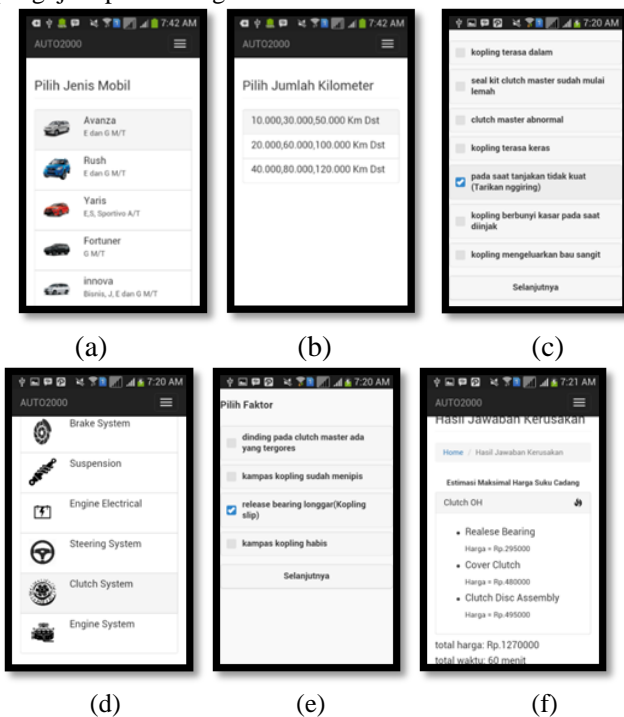 7:42 AM
AUTO2000
Pilih Jenis Mobil
Avanza
E dan G M/T
Rush
E dan G M/T
Yaris
E,S, Sportivo A/T
Fortuner
G M/T
innova
Bisnis, J, E dan G M/T
(a)
7:42 AM
AUTO2000
Pilih Jumlah Kilometer
10.000,30.000,50.000 Km Dst
20.000,60.000,100.000 Km Dst
40.000,80.000,120.000 Km Dst
(b)
7:20 AM
kopling terasa dalam
seal kit clutch master sudah mulai
lemah
clutch master abnormal
kopling terasa keras
pada saat tanjakan tidak kuat
(Tarikan nggiring)
kopling berbunyi kasar pada saat
diinjak
kopling mengeluarkan bau sangit
Selanjutnya
(c)
7:20 AM
AUTO2000
Brake System
Suspension
Engine Electrical
Steering System
Clutch System
Engine System
(d)
7:20 AM
Pilih Faktor
dinding pada clutch master ada
yang tergores
kampas kopling sudah menipis
release bearing longgar(Kopling
slip)
kampas kopling habis
Selanjutnya
(e)
7:21 AM
AUTO2000
Hasil Jawaban Kerusakan
Home / Hasil Jawaban Kerusakan
Estimasi Maksimal Harga Suku Cadang
Clutch OH
• Realese Bearing
Harga = Rp.295000
• Cover Clutch
Harga = Rp.480000
• Clutch Disc Assembly
Harga = Rp.495000
total harga: Rp.1270000
total waktu: 60 menit
(f)